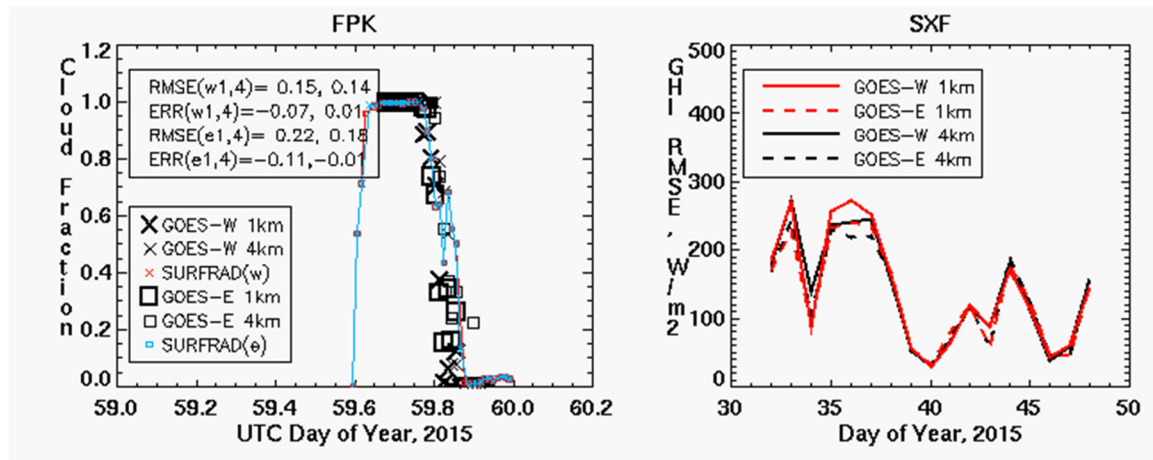 FPK
Cloud Fraction
1.2
1.0
0.8
0.6
0.4
0.2
0.0
RMSE(w1,4)= 0.15, 0.14
ERR(w1,4)=-0.07, 0.01
RMSE(e1,4)= 0.22, 0.18
ERR(e1,4)=-0.11,-0.01
GOES-W 1km
GOES-W 4km
SURFRAD(w)
GOES-E 1km
GOES-E 4km
SURFRAD(e)
59.0 59.2 59.4 59.6 59.8 60.0 60.2
UTC Day of Year, 2015
SXF
GHI RMSE, W/m2
500
400
300
200
100
0
GOES-W 1km
GOES-E 1km
GOES-W 4km
GOES-E 4km
30 35 40 45 50
Day of Year, 2015